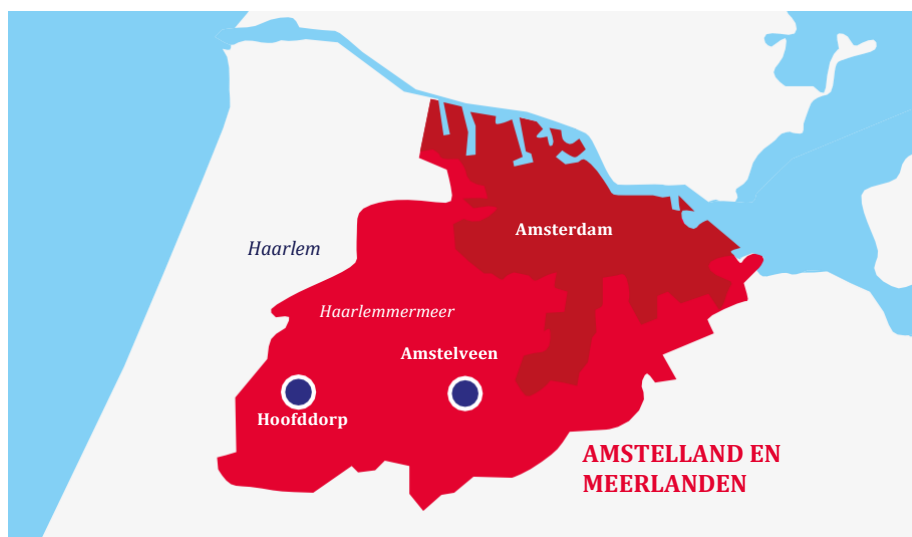 Amsterdam
Haarlem
Haarlemmermeer
Amstelveen
Hoofddorp
AMSTELLAND EN
MEERLANDEN